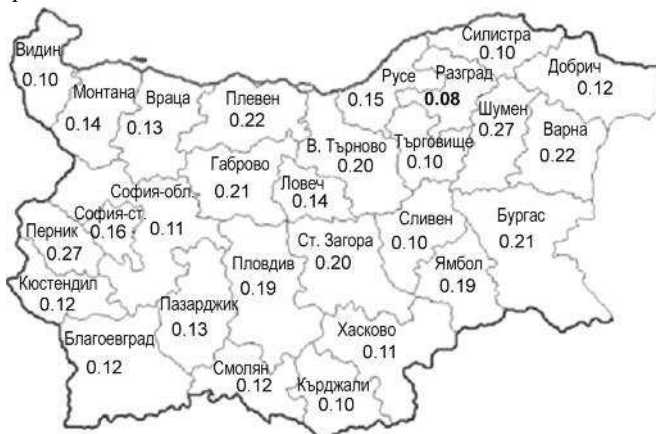 Видин
0.10
Монтана
0.14
Враца
0.13
Плевен
0.22
Русе
0.15
Разград
0.08
Силистра
0.10
Добрич
0.12
Шумен
0.27
Варна
0.22
В. Търново
0.20
Търговище
0.10
Габрово
0.21
Ловеч
0.14
София-обл.
0.11
София-ст.
0.16
Перник
0.27
Кюстендил
0.12
Благоевград
0.12
Пазарджик
0.13
Пловдив
0.19
Ст. Загора
0.20
Сливен
0.10
Ямбол
0.19
Бургас
0.21
Хасково
0.11
Смолян
0.12
Кърджали
0.10